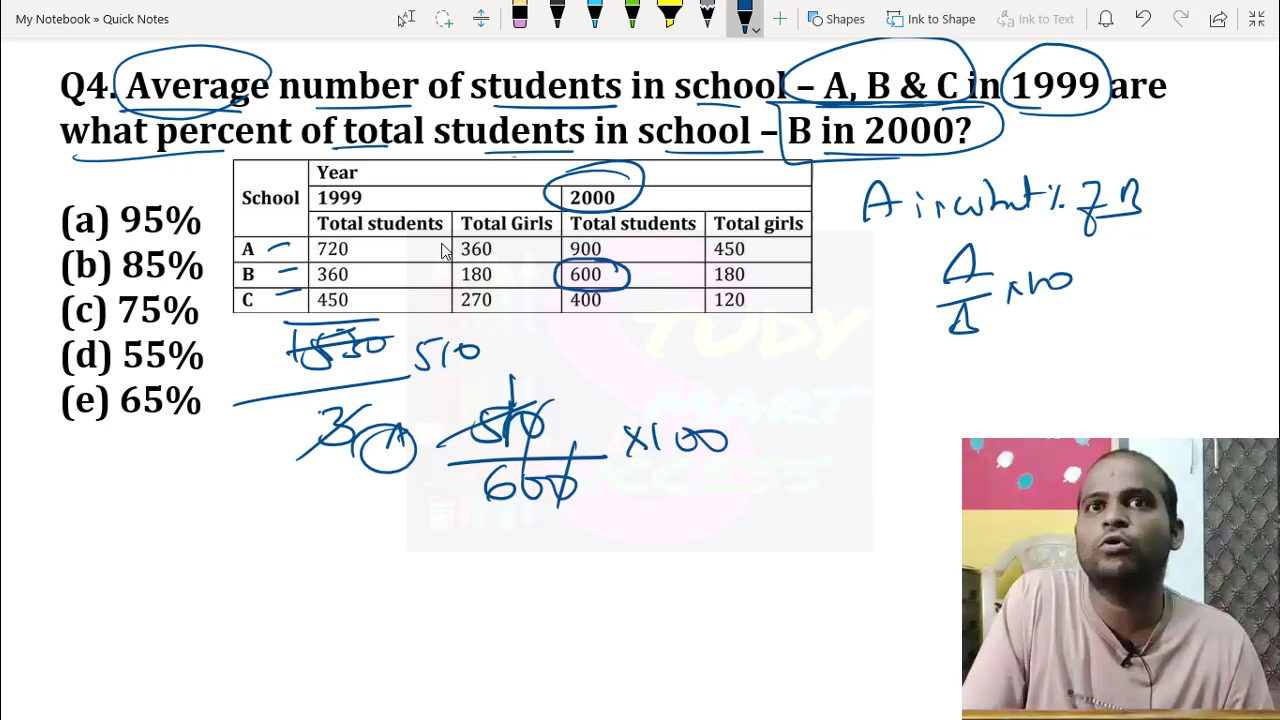 My Notebook » Quick Notes
Shapes
Ink to Shape
Ink to Text
Q4. Average number of students in school – A, B & C in 1999 are
what percent of total students in school – B in 2000?
(a) 95%
(b) 85%
(c) 75%
(d) 55%
(e) 65%
School Year
1999 2000
Total students Total Girls Total students Total girls
A 720 360 900 450
B 360 180 600 180
C 450 270 400 120
1530 510
3
510
600 ×100
A is what % of B
A
×100
TUDY
MART
UCCESS